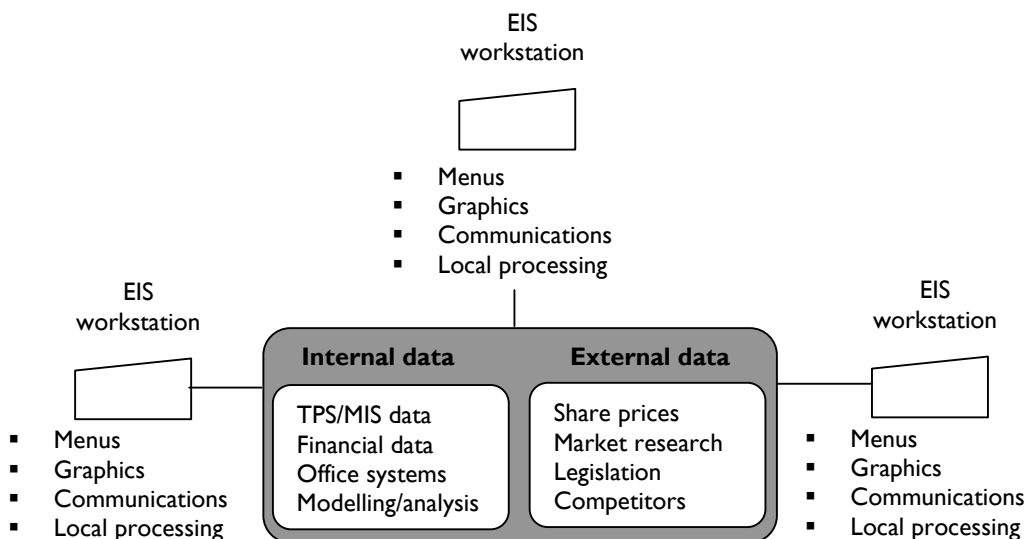 EIS
workstation
▪ Menus
▪ Graphics
▪ Communications
▪ Local processing
EIS
workstation
▪ Menus
▪ Graphics
▪ Communications
▪ Local processing
Internal data
TPS/MIS data
Financial data
Office systems
Modelling/analysis
External data
Share prices
Market research
Legislation
Competitors
EIS
workstation
▪ Menus
▪ Graphics
▪ Communications
▪ Local processing